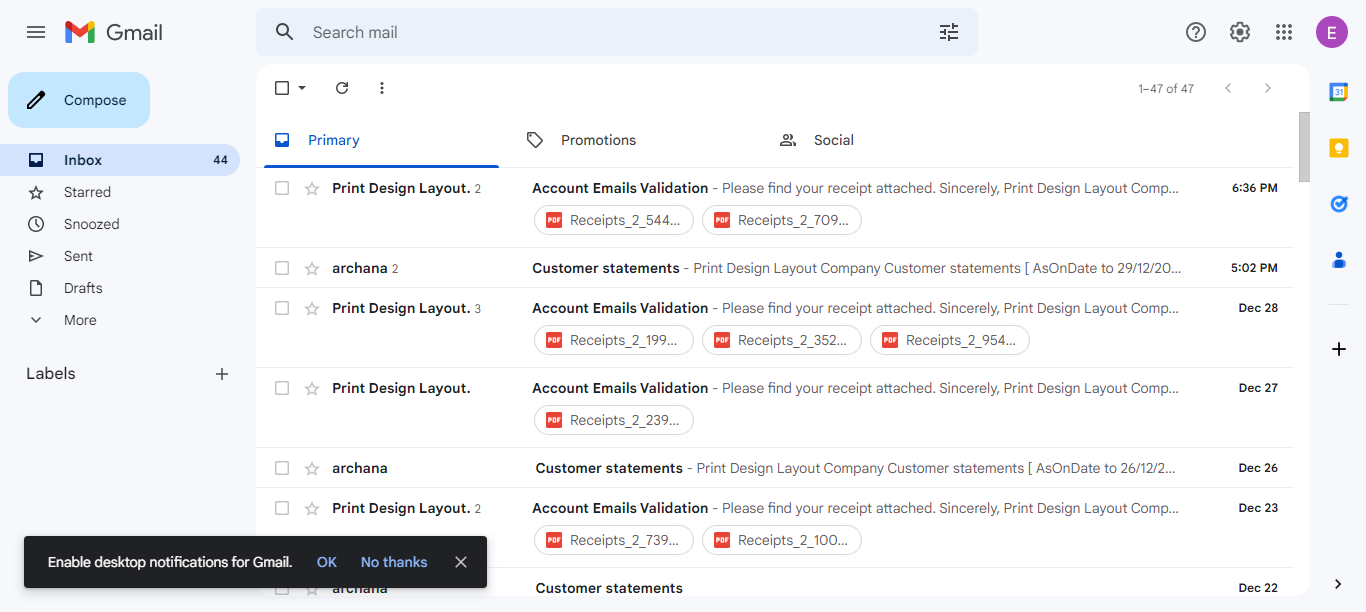 Gmail
Search mail
E
Compose
1–47 of 47
31
Primary
Promotions
Social
Inbox 44
Starred
Snoozed
Sent
Drafts
More
Labels
Print Design Layout. 2 Account Emails Validation - Please find your receipt attached. Sincerely, Print Design Layout Comp... 6:36 PM
PDF Receipts_2_544... PDF Receipts_2_709...
archana 2 Customer statements - Print Design Layout Company Customer statements [ AsOnDate to 29/12/20... 5:02 PM
Print Design Layout. 3 Account Emails Validation - Please find your receipt attached. Sincerely, Print Design Layout Comp... Dec 28
PDF Receipts_2_199... PDF Receipts_2_352... PDF Receipts_2_954...
Print Design Layout. Account Emails Validation - Please find your receipt attached. Sincerely, Print Design Layout Comp... Dec 27
PDF Receipts_2_239...
archana Customer statements - Print Design Layout Company Customer statements [ AsOnDate to 26/12/2... Dec 26
Print Design Layout. 2 Account Emails Validation - Please find your receipt attached. Sincerely, Print Design Layout Comp... Dec 23
PDF Receipts_2_739... PDF Receipts_2_100...
archana Customer statements Dec 22
Enable desktop notifications for Gmail. OK No thanks